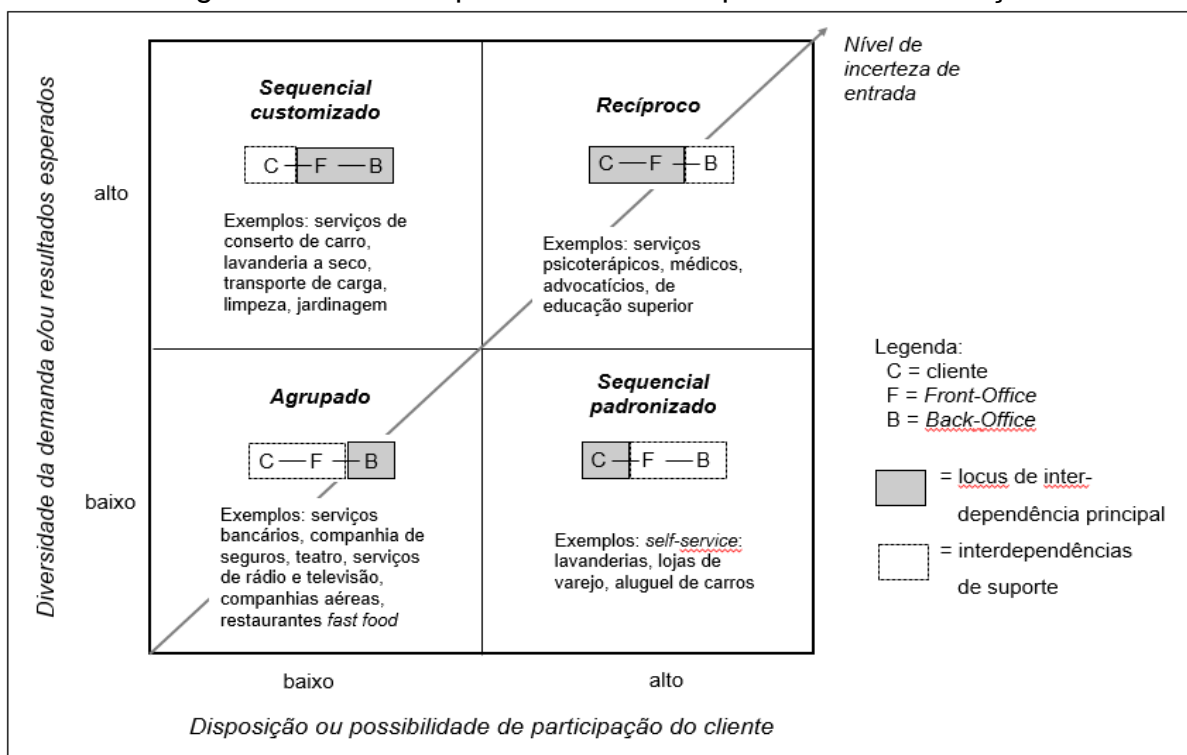 Nível de
incerteza de
entrada
Diversidade da demanda e/ou resultados esperados
alto
baixo
Sequencial
customizado
C F B
Exemplos: serviços de
conserto de carro,
lavanderia a seco,
transporte de carga,
limpeza, jardinagem
Recíproco
C F B
Exemplos: serviços
psicoterápicos, médicos,
advocatícios, de
educação superior
Agrupado
C F B
Exemplos: serviços
bancários, companhia de
seguros, teatro, serviços
de rádio e televisão,
companhias aéreas,
restaurantes fast food
Sequencial
padronizado
C F B
Exemplos: self-service:
lavanderias, lojas de
varejo, aluguel de carros
Legenda:
C = cliente
F = Front-Office
B = Back-Office
= locus de inter-
dependência principal
= interdependências
de suporte
baixo
alto
Disposição ou possibilidade de participação do cliente